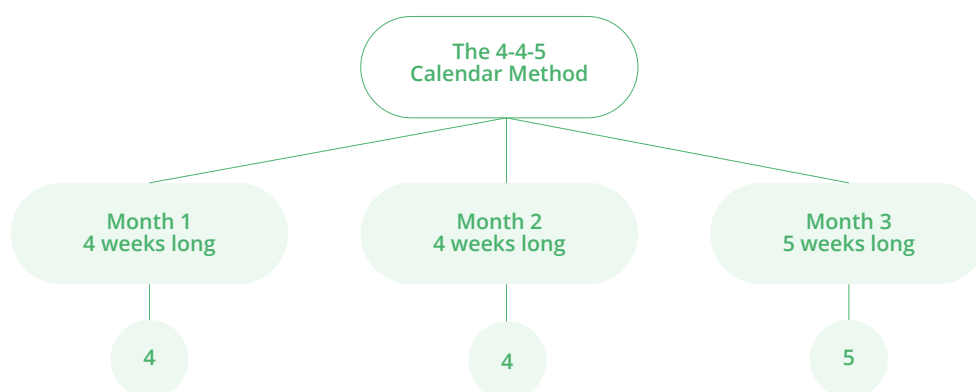 The 4-4-5
Calendar Method
Month 1
4 weeks long
Month 2
4 weeks long
Month 3
5 weeks long
4
4
5